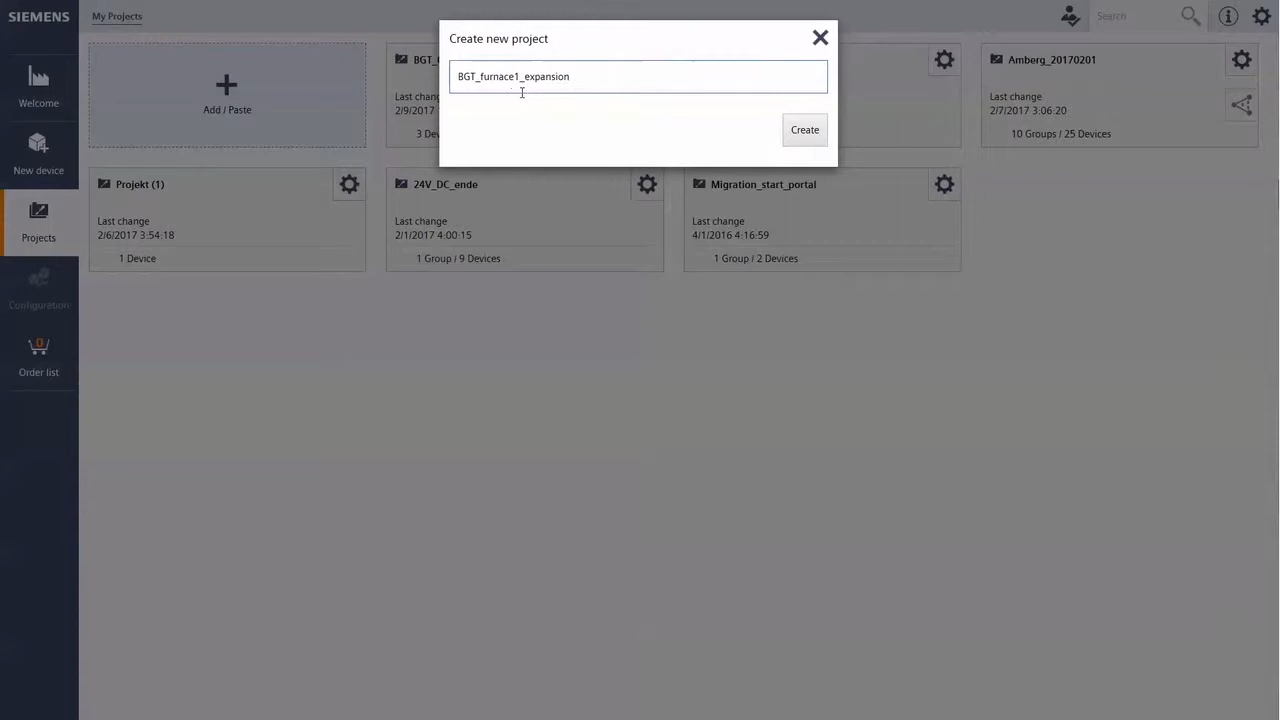 SIEMENS
My Projects
Search
Create new project
BGT_furnace1_expansion
Create
Welcome
New device
Projects
Configuration
0
Order list
Add / Paste
Last change
2/9/2017
Amberg_20170201
Last change
2/7/2017 3:06:20
10 Groups / 25 Devices
Projekt (1)
Last change
2/6/2017 3:54:18
1 Device
24V_DC_ende
Last change
2/1/2017 4:00:15
1 Group / 9 Devices
Migration_start_portal
Last change
4/1/2016 4:16:59
1 Group / 2 Devices